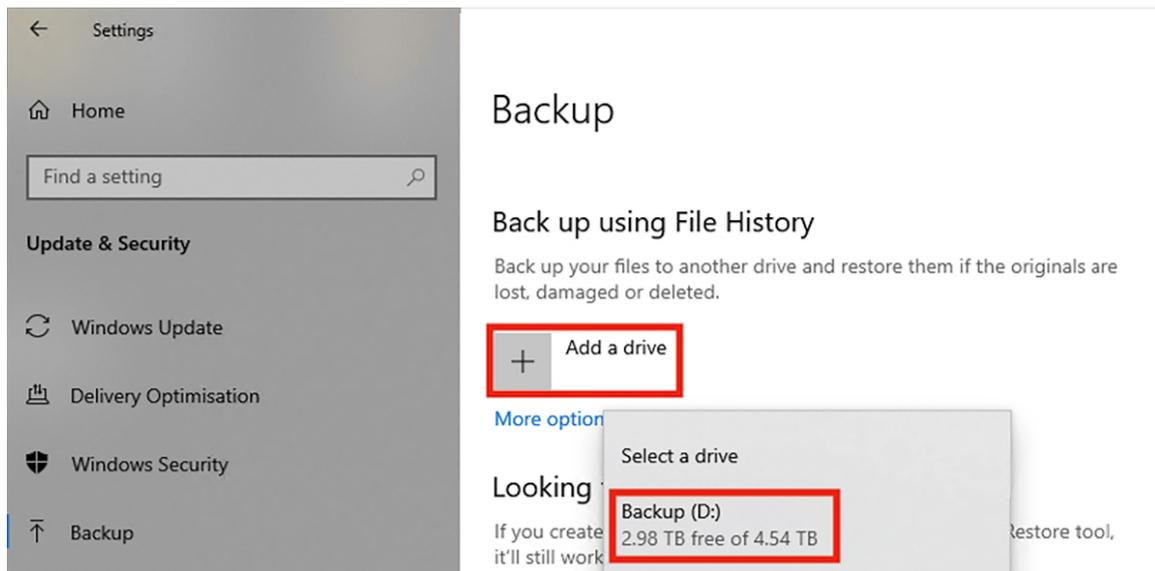 Settings
Home
Find a setting
Update & Security
Windows Update
Delivery Optimisation
Windows Security
Backup
Backup
Back up using File History
Back up your files to another drive and restore them if the originals are
lost, damaged or deleted.
Add a drive
More option
Select a drive
Looking
Backup (D:)
If you create
2.98 TB free of 4.54 TB
Restore tool,
it'll still work